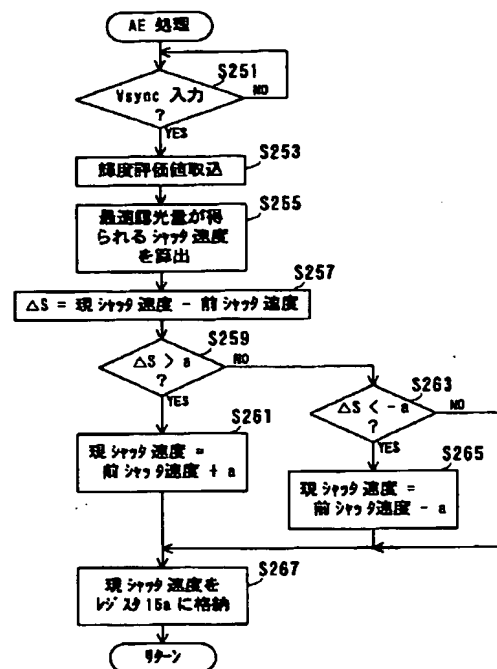 AE 処理
S251
Vsync 入力
?
NO
YES
S253
輝度評価値取込
S255
最適露光量が得
られる シャッタ 速度
を算出
S257
△S = 現 シャッタ 速度 - 前 シャッタ 速度
S259
△S > a
?
NO
YES
S263
△S < -a
?
NO
YES
S261
現 シャッタ 速度 =
前 シャッタ速度 + a
S265
現 シャッタ 速度 =
前 シャッタ速度 - a
S267
現 シャッタ 速度を
レジスタ 15a に格納
リターン